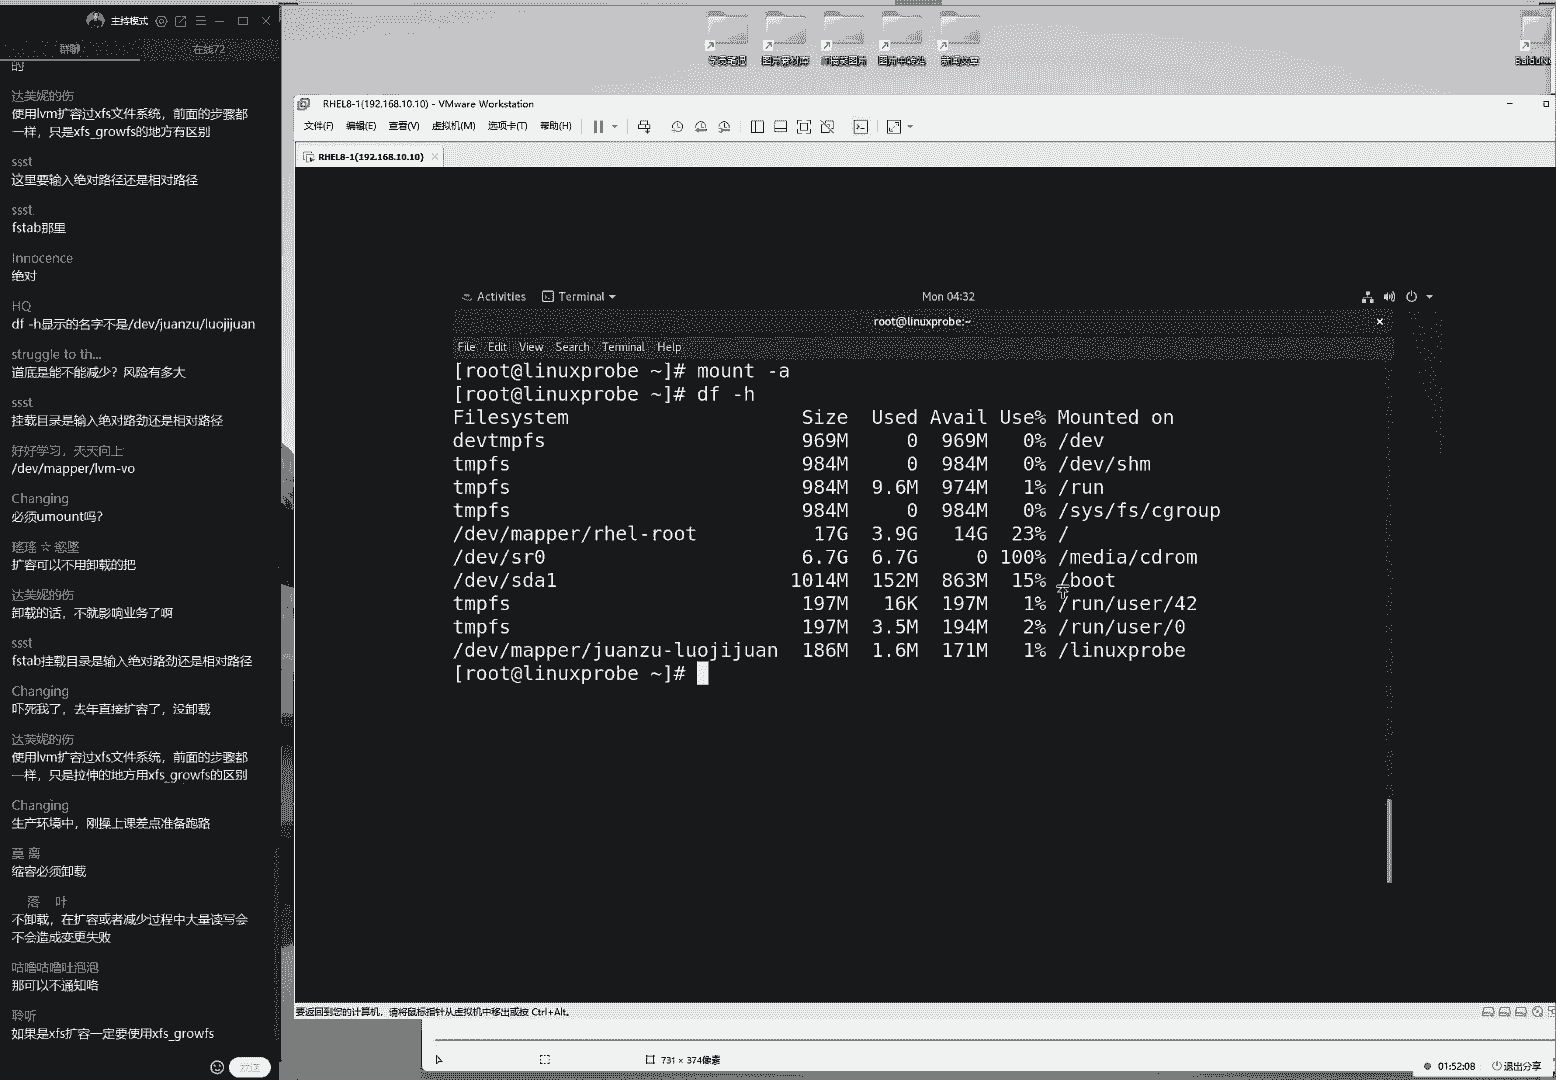 主持模式
群聊
在线72
的
达芙妮的伤
使用lvm扩容过xfs文件系统，前面的步骤都
一样，只是xfs_growfs的地方有区别
ssst
这里要输入绝对路径还是相对路径
ssst
fstab那里
Innocence
绝对
HQ
df -h显示的名字不是/dev/juanzu/luojijuan
struggle to th...
道底是能不能减少？风险有多大
ssst
挂载目录是输入绝对路劲还是相对路径
好好学习，天天向上
/dev/mapper/lvm-vo
Changing
必须umount吗？
瑤瑤 ☆ 慾墜
扩容可以不用卸载的把
达芙妮的伤
卸载的话，不就影响业务了啊
ssst
fstab挂载目录是输入绝对路劲还是相对路径
Changing
吓死我了，去年直接扩容了，没卸载
达芙妮的伤
使用lvm扩容过xfs文件系统，前面的步骤都
一样，只是拉伸的地方用xfs_growfs的区别
Changing
生产环境中，刚操上课差点准备跑路
莫 离
缩容必须卸载
落 叶
不卸载，在扩容或者减少过程中大量读写会
不会造成变更失败
咕噜咕噜吐泡泡
那可以不通知咯
聆听
如果是xfs扩容一定要使用xfs_growfs
发送
RHEL8-1(192.168.10.10) - VMware Workstation
文件(F) 编辑(E) 查看(V) 虚拟机(M) 选项卡(T) 帮助(H)
RHEL8-1(192.168.10.10)
Activities Terminal Mon 04:32
root@linuxprobe:~
File Edit View Search Terminal Help
[root@linuxprobe ~]# mount -a
[root@linuxprobe ~]# df -h
Filesystem Size Used Avail Use% Mounted on
devtmpfs 969M 0 969M 0% /dev
tmpfs 984M 0 984M 0% /dev/shm
tmpfs 984M 9.6M 974M 1% /run
tmpfs 984M 0 984M 0% /sys/fs/cgroup
/dev/mapper/rhel-root 17G 3.9G 14G 23% /
/dev/sr0 6.7G 6.7G 0 100% /media/cdrom
/dev/sda1 1014M 152M 863M 15% /boot
tmpfs 197M 16K 197M 1% /run/user/42
tmpfs 197M 3.5M 194M 2% /run/user/0
/dev/mapper/juanzu-luojijuan 186M 1.6M 171M 1% /linuxprobe
[root@linuxprobe ~]#
要返回到您的计算机，请将鼠标指针从虚拟机中移出或按 Ctrl+Alt。
731 × 374像素
01:52:08 退出分享